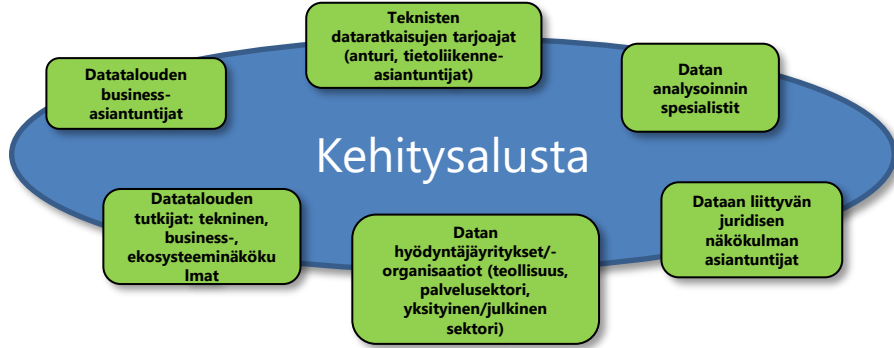 Teknisten
dataratkaisujen tarjoajat
(anturi, tietoliikenne-
asiantuntijat)
Datatalouden
business-
asiantuntijat
Datan
analysoinnin
spesialistit
Kehitysalusta
Datatalouden
tutkijat: tekninen,
business-,
ekosysteeminäköku
lmat
Datan
hyödyntäjäyritykset/-
organisaatiot (teollisuus,
palvelusektori,
yksityinen/julkinen
sektori)
Dataan liittyvän
juridisen
näkökulman
asiantuntijat